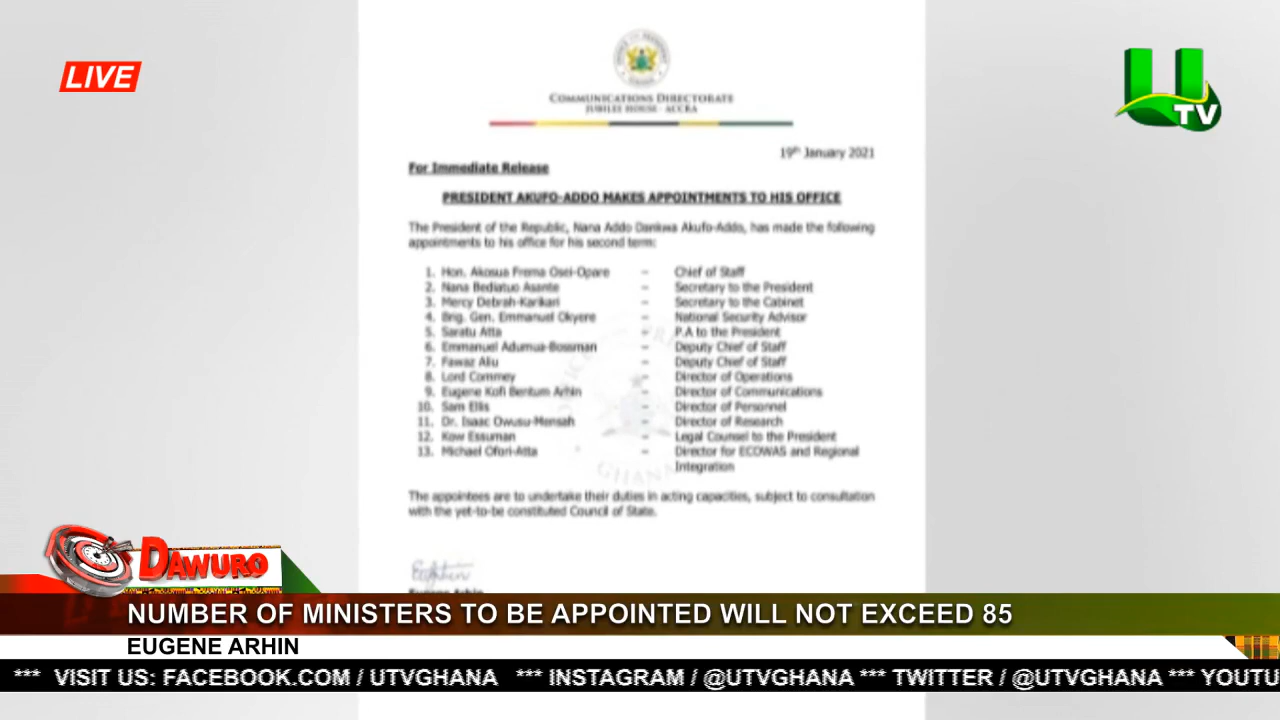 LIVE
U
TV
COMMUNICATIONS DIRECTORATE
JUBILEE HOUSE - ACCRA
19th January 2021
For Immediate Release
PRESIDENT AKUFO-ADDO MAKES APPOINTMENTS TO HIS OFFICE
The President of the Republic, Nana Addo Dankwa Akufo-Addo, has made the following
appointments to his office for his second term:
1. Hon. Akosua Frema Osei-Opare – Chief of Staff
2. Nana Bediatuo Asante – Secretary to the President
3. Mercy Debrah-Karikari – Secretary to the Cabinet
4. Brig. Gen. Emmanuel Okyere – National Security Advisor
5. Saratu Atta – P.A to the President
6. Emmanuel Adumua-Bossman – Deputy Chief of Staff
7. Fawaz Aliu – Deputy Chief of Staff
8. Lord Commey – Director of Operations
9. Eugene Kofi Bentum Arhin – Director of Communications
10. Sam Ellis – Director of Personnel
11. Dr. Isaac Owusu-Mensah – Director of Research
12. Kow Essuman – Legal Counsel to the President
13. Michael Ofori-Atta – Director for ECOWAS and Regional
Integration
GHANA
The appointees are to undertake their duties in acting capacities, subject to consultation
with the yet-to-be constituted Council of State.
DAWURO
NUMBER OF MINISTERS TO BE APPOINTED WILL NOT EXCEED 85
EUGENE ARHIN
*** VISIT US: FACEBOOK.COM / UTVGHANA *** INSTAGRAM / @UTVGHANA *** TWITTER / @UTVGHANA *** YOUTU